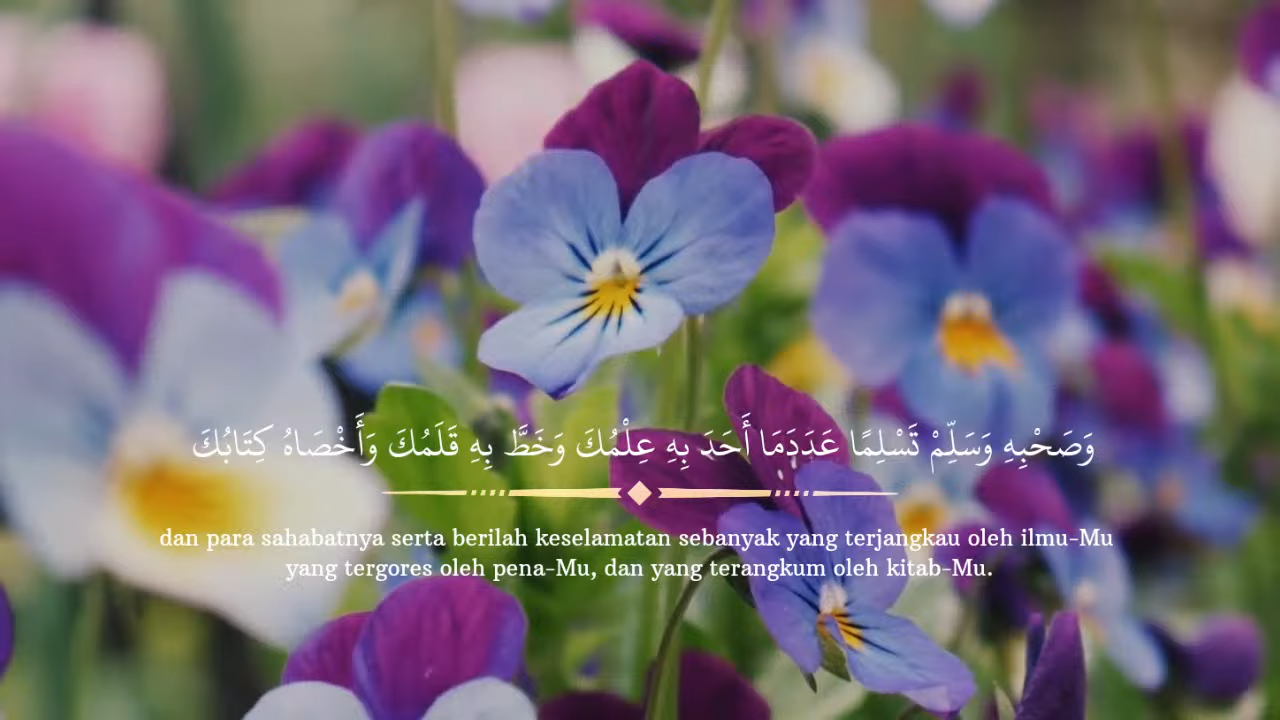 وَصَحْبِهِ وَسَلِّمْ تَسْلِمًا عَدَدَمَا أَحَدَ بِهِ عِلْمُكَ وَخَطَّ بِهِ قَلَمُكَ وَأَحْصَاهُ كِتَابُكَ
dan para sahabatnya serta berilah keselamatan sebanyak yang terjangkau oleh ilmu-Mu
yang tergores oleh pena-Mu, dan yang terangkum oleh kitab-Mu.